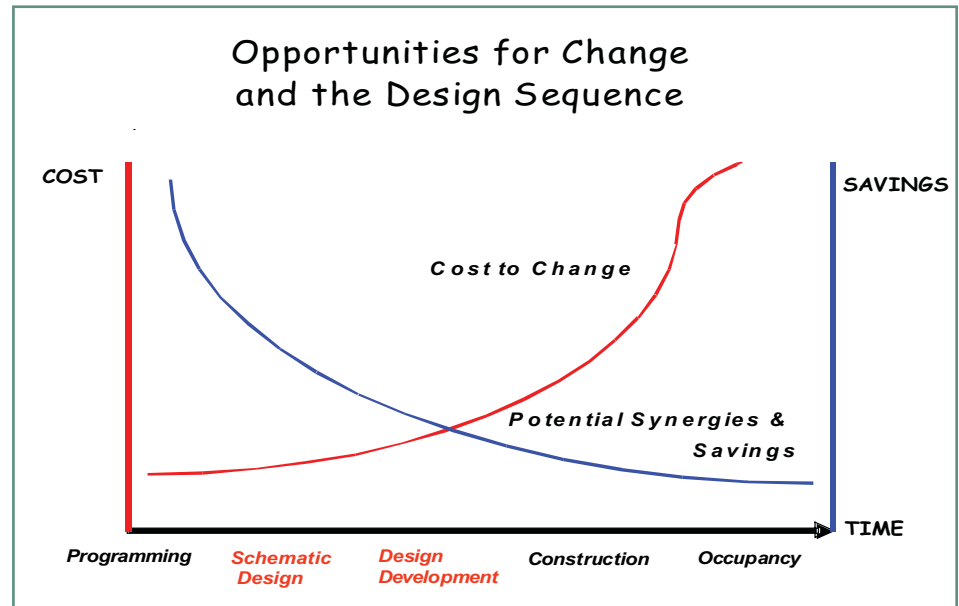 Opportunities for Change
and the Design Sequence
COST
SAVINGS
Cost to Change
Potential Synergies &
Savings
TIME
Programming
Schematic
Design
Design
Development
Construction
Occupancy